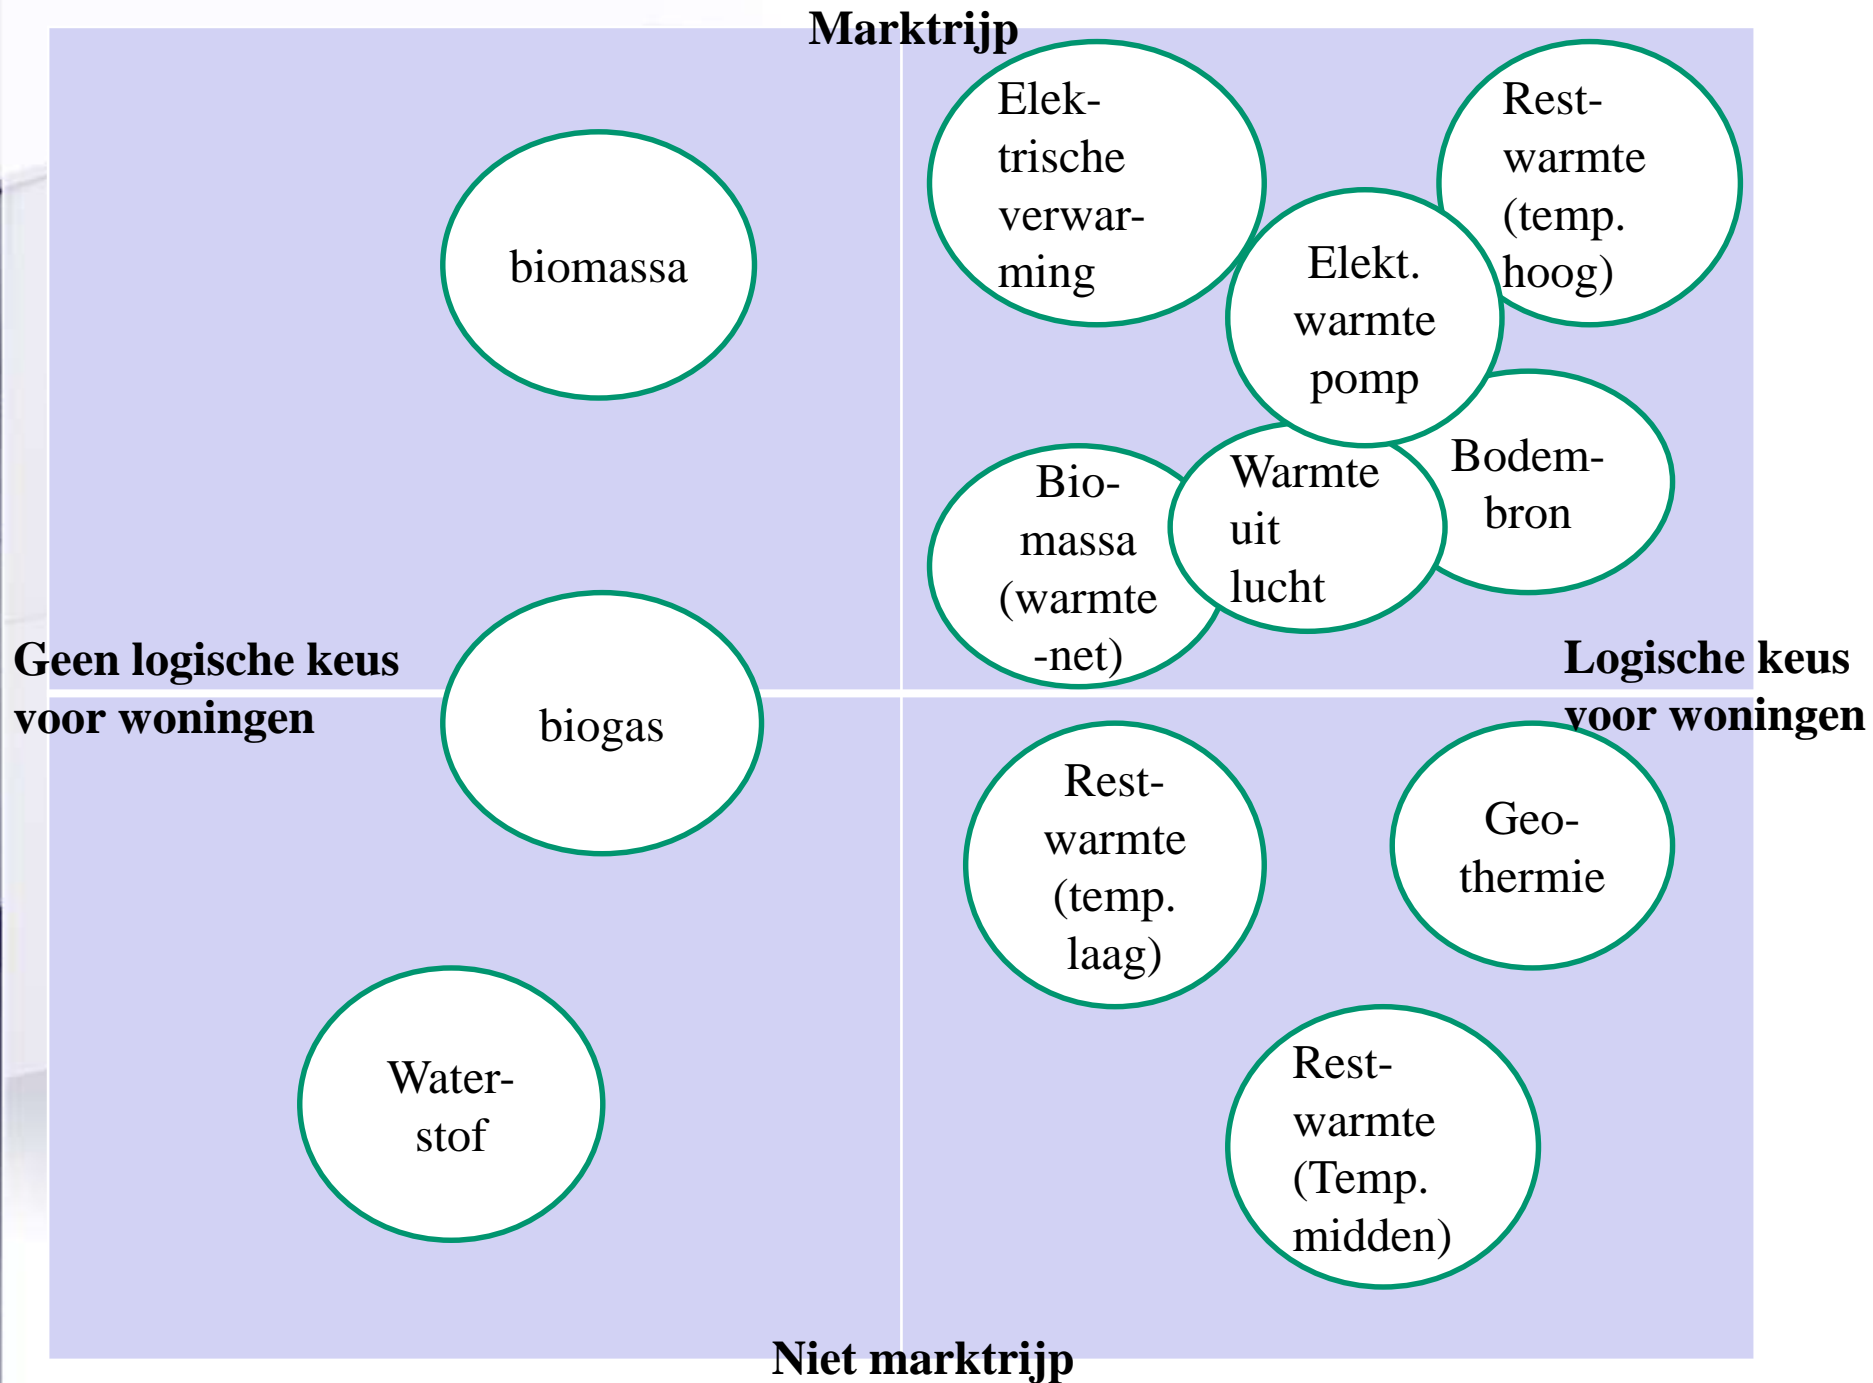 Marktrijp
Elek-
trische
verwar-
ming
Rest-
warmte
(temp.
hoog)
biomassa
Elekt.
warmte
pomp
Bio-
massa
(warmte
-net)
Warmte
uit
lucht
Bodem-
bron
Geen logische keus
voor woningen
Logische keus
voor woningen
biogas
Rest-
warmte
(temp.
laag)
Geo-
thermie
Water-
stof
Rest-
warmte
(Temp.
midden)
Niet marktrijp